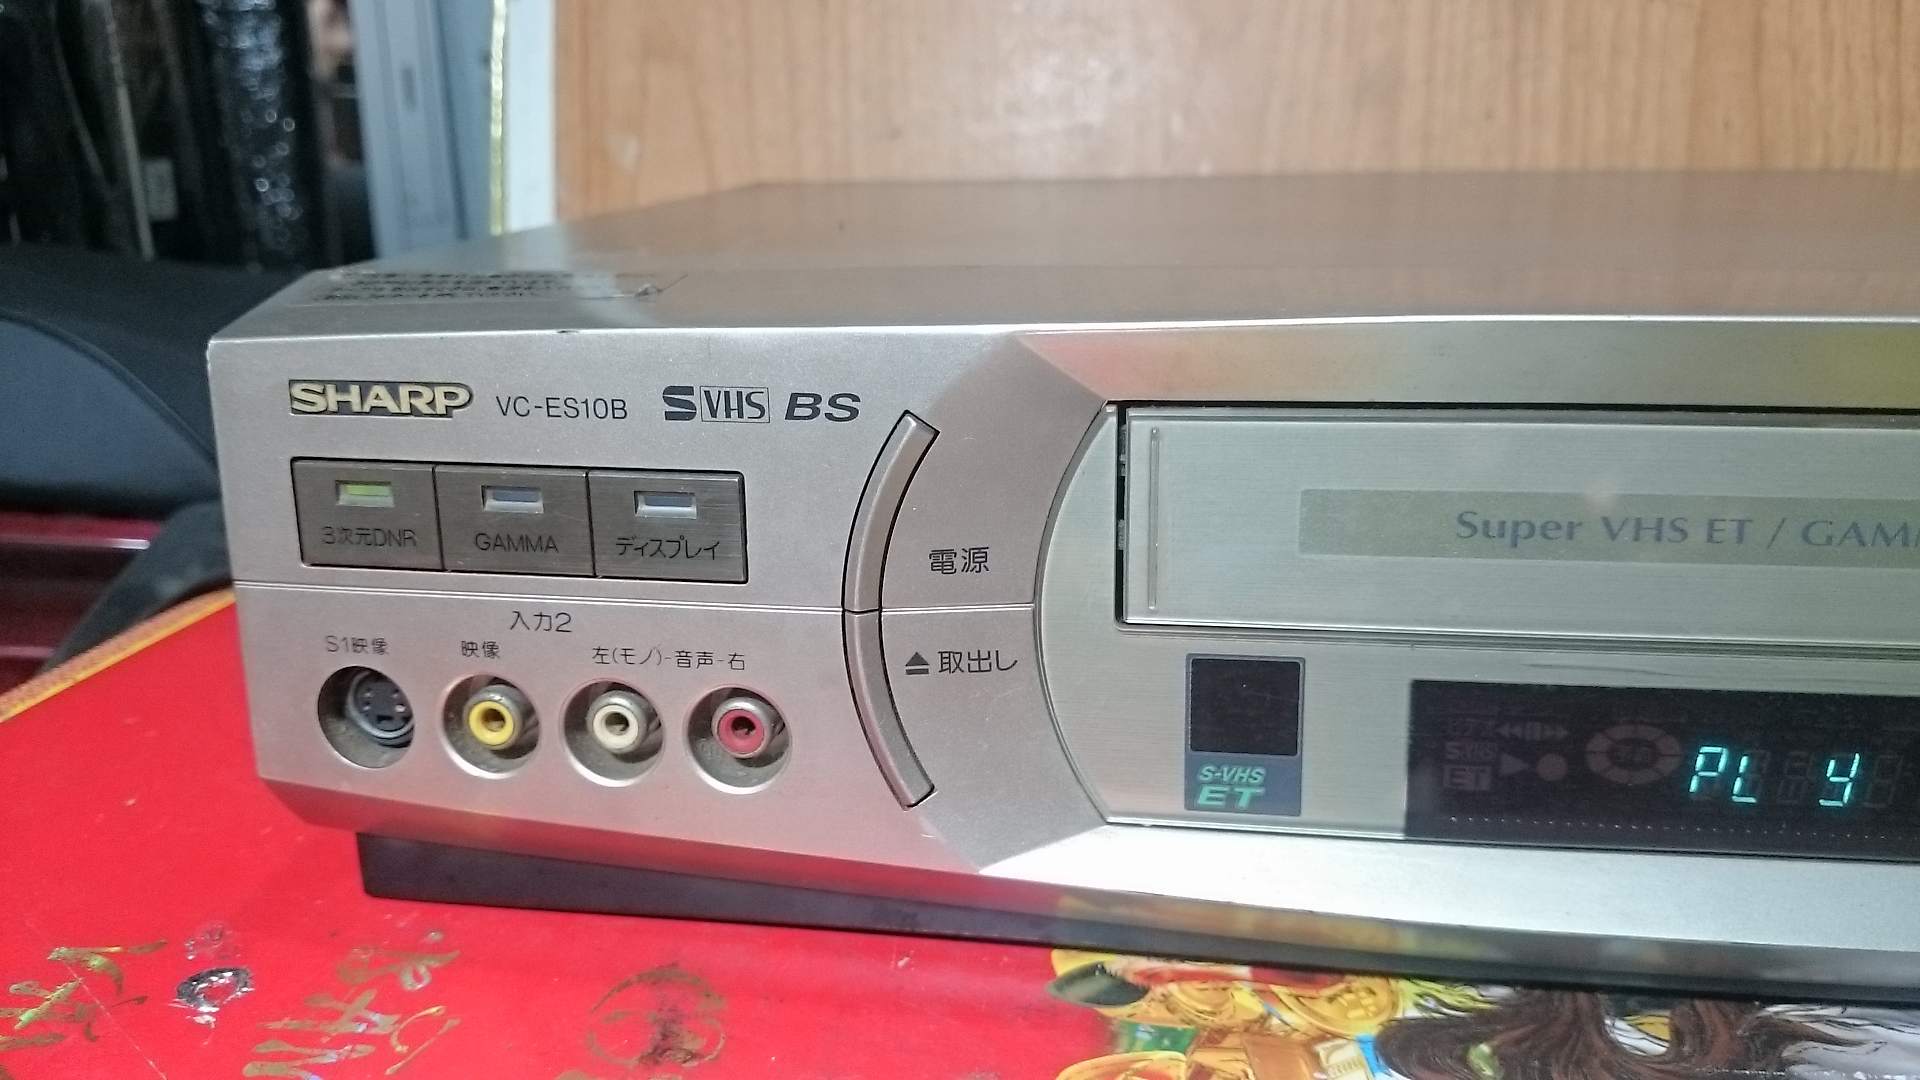 SHARP VC-ES10B S VHS BS
3次元DNR GAMMA ディスプレイ
電源
Super VHS ET / GAM
入力2
S1映像 映像 左(モノ)-音声-右
取出し
S-VHS
ET
S-VHS
ET
PL y